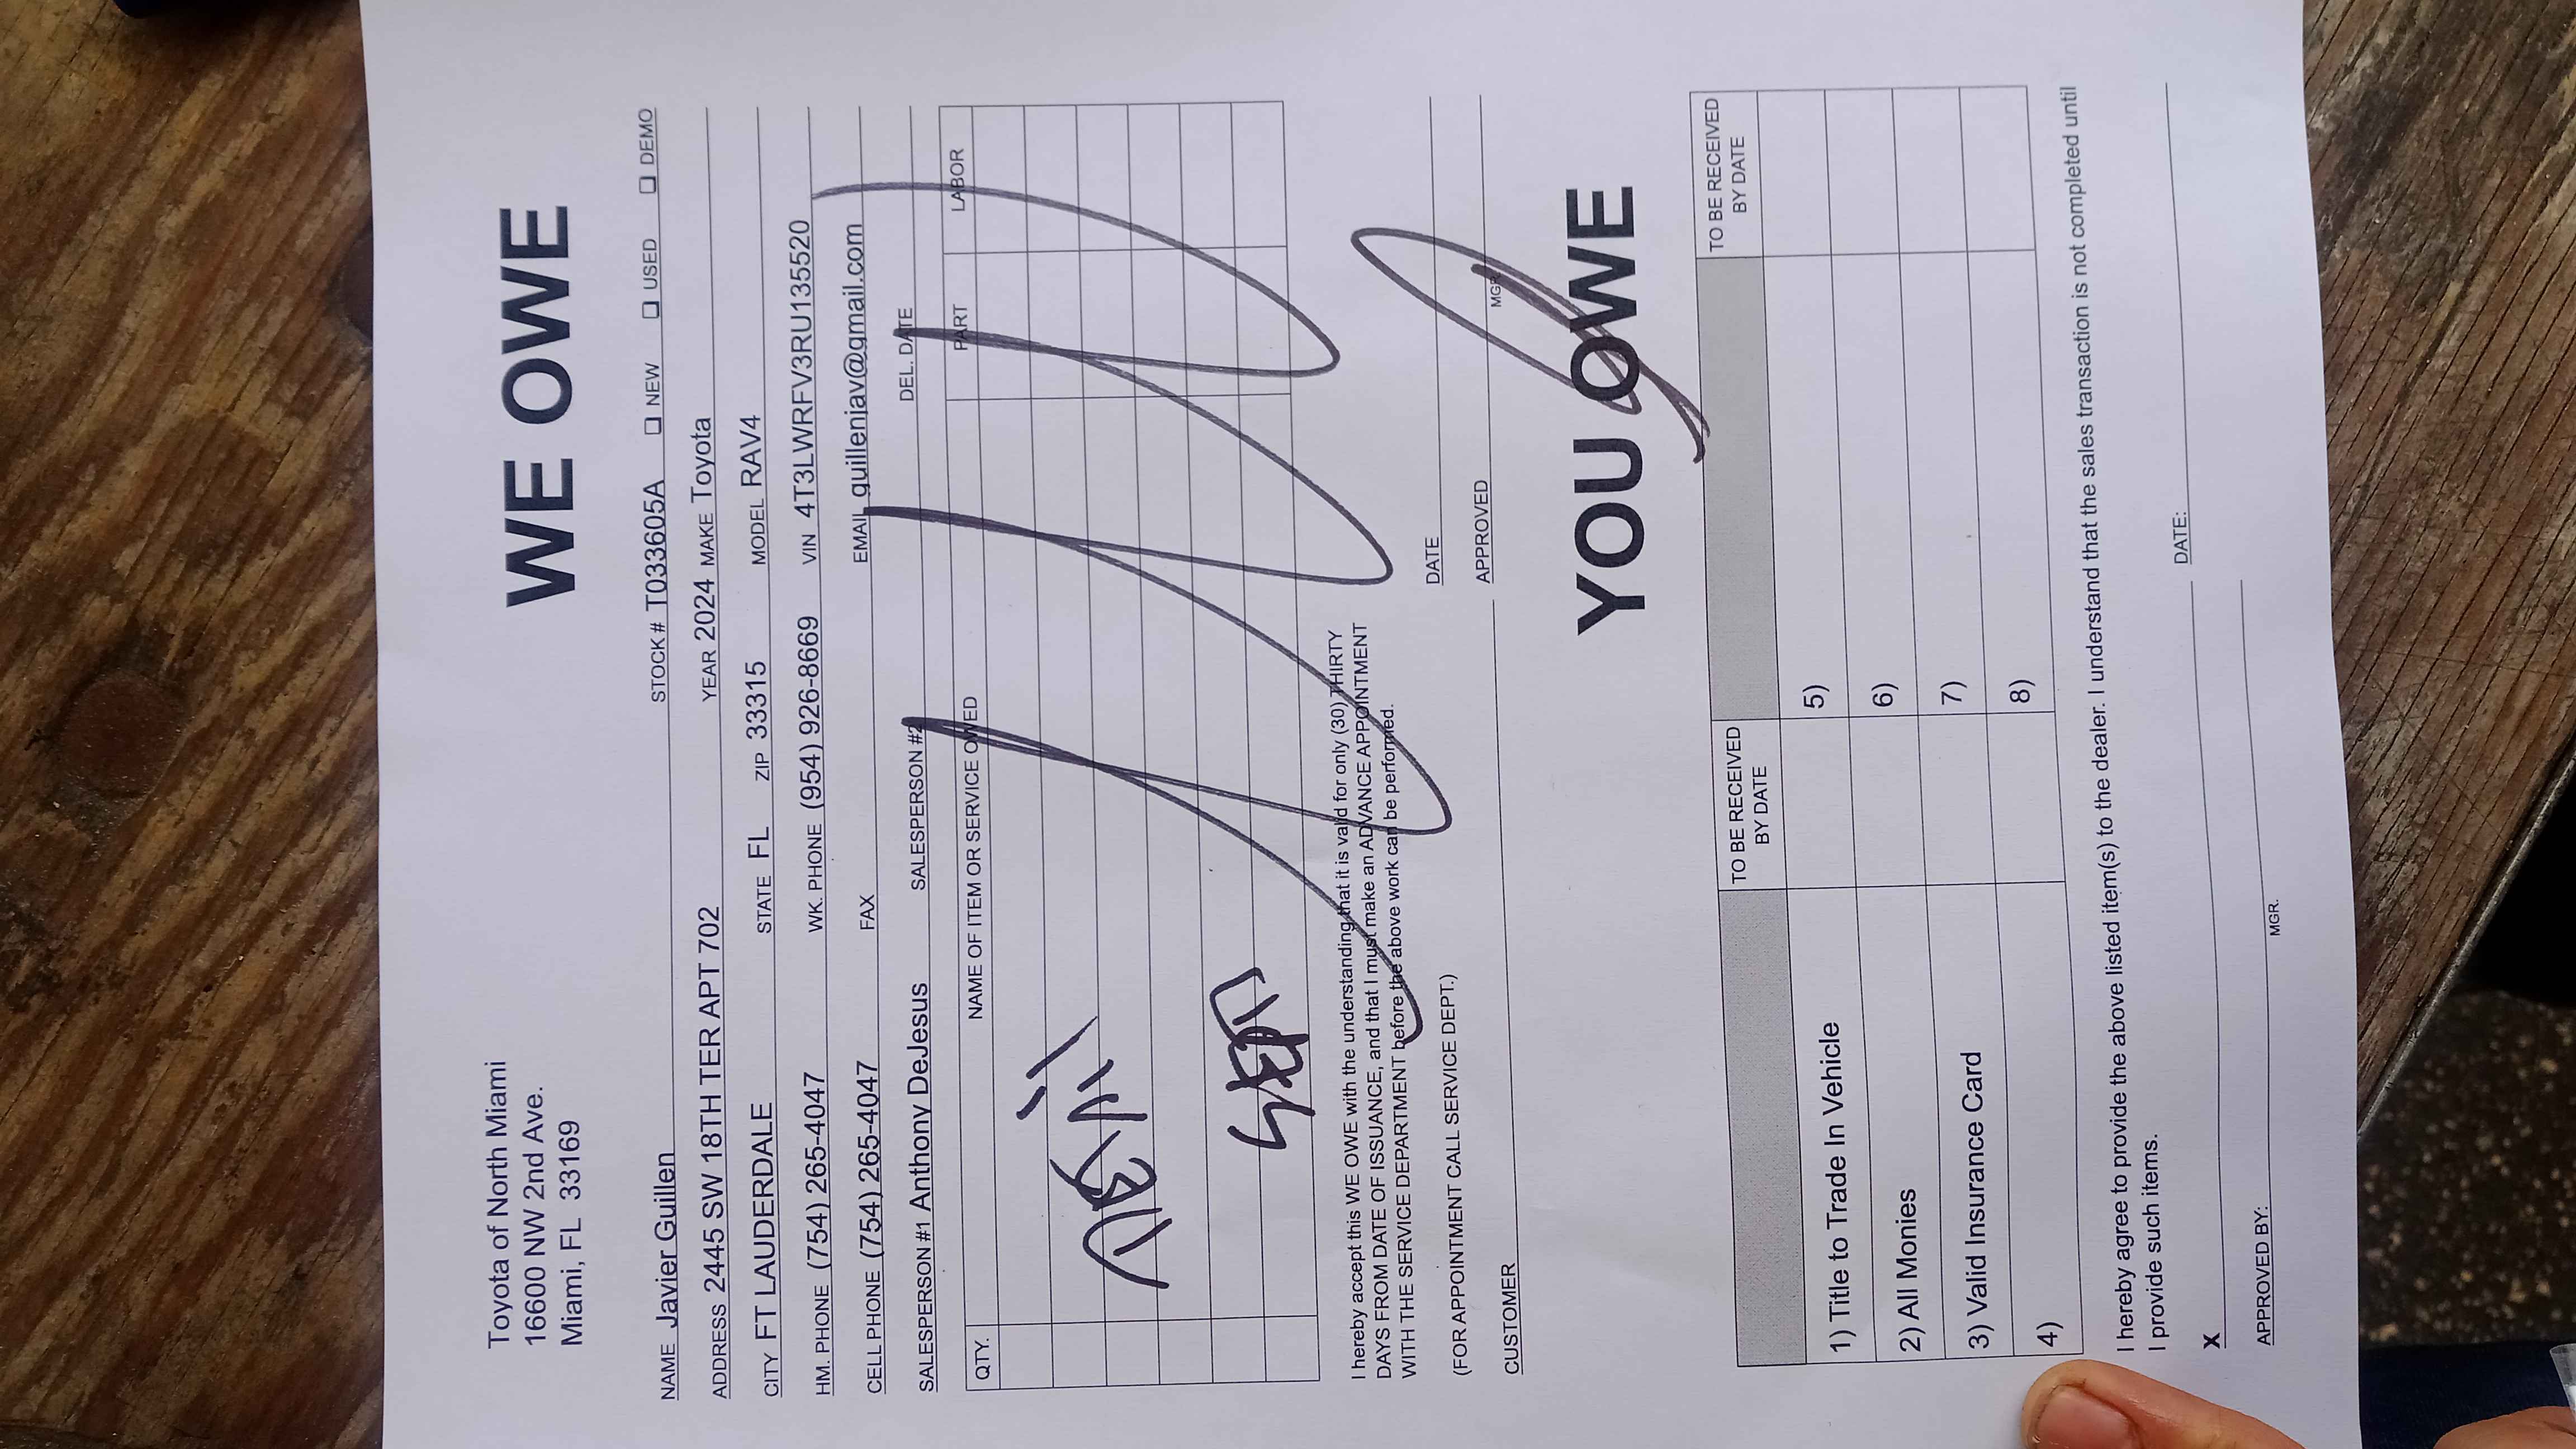 Toyota of North Miami
16600 NW 2nd Ave.
Miami, FL 33169
WE OWE
STOCK# T033605A ❏ NEW ❏ USED ❏ DEMO
NAME Javier Guillen
ADDRESS 2445 SW 18TH TER APT 702 YEAR 2024 MAKE Toyota
CITY FT LAUDERDALE STATE FL ZIP 33315 MODEL RAV4
HM. PHONE (754) 265-4047 WK. PHONE (954) 926-8669 VIN 4T3LWRFV3RU135520
CELL PHONE (754) 265-4047 FAX EMAIL guillenjav@gmail.com
SALESPERSON #1 Anthony DeJesus SALESPERSON #2 DEL. DATE
QTY. NAME OF ITEM OR SERVICE OWED PART LABOR
I hereby accept this WE OWE with the understanding that it is valid for only (30) THIRTY
DAYS FROM DATE OF ISSUANCE, and that I must make an ADVANCE APPOINTMENT
WITH THE SERVICE DEPARTMENT before the above work can be performed.
DATE
(FOR APPOINTMENT CALL SERVICE DEPT.)
APPROVED MGR.
CUSTOMER
YOU OWE
TO BE RECEIVED BY DATE TO BE RECEIVED BY DATE
1) Title to Trade In Vehicle 5)
2) All Monies 6)
3) Valid Insurance Card 7)
4) 8)
I hereby agree to provide the above listed item(s) to the dealer. I understand that the sales transaction is not completed until
I provide such items.
X DATE:
APPROVED BY: MGR.